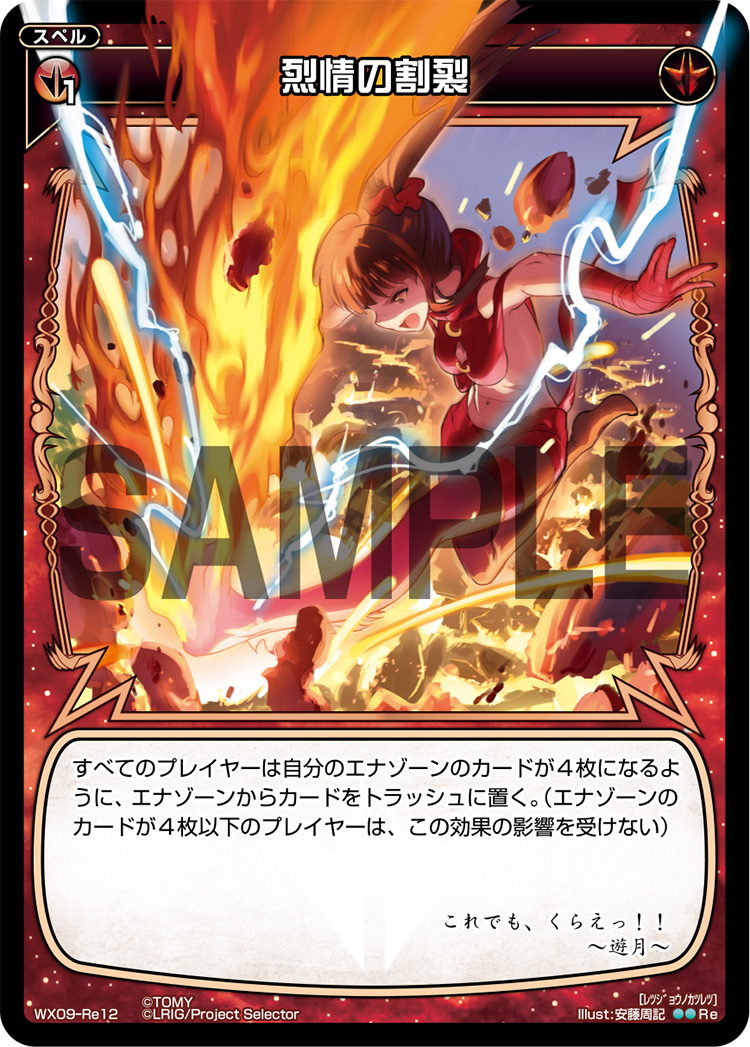 スペル
1
烈情の割裂
SAMPLE
すべてのプレイヤーは自分のエナゾーンのカードが４枚になるよ
うに、エナゾーンからカードをトラッシュに置く。（エナゾーンの
カードが４枚以下のプレイヤーは、この効果の影響を受けない）
これでも、くらえっ！！
～遊月～
WX09-Re12
©TOMY
©LRIG/Project Selector
[ﾚﾂｼﾞｮｳﾉｶﾂﾚﾂ]
Illust:安藤周記 Re